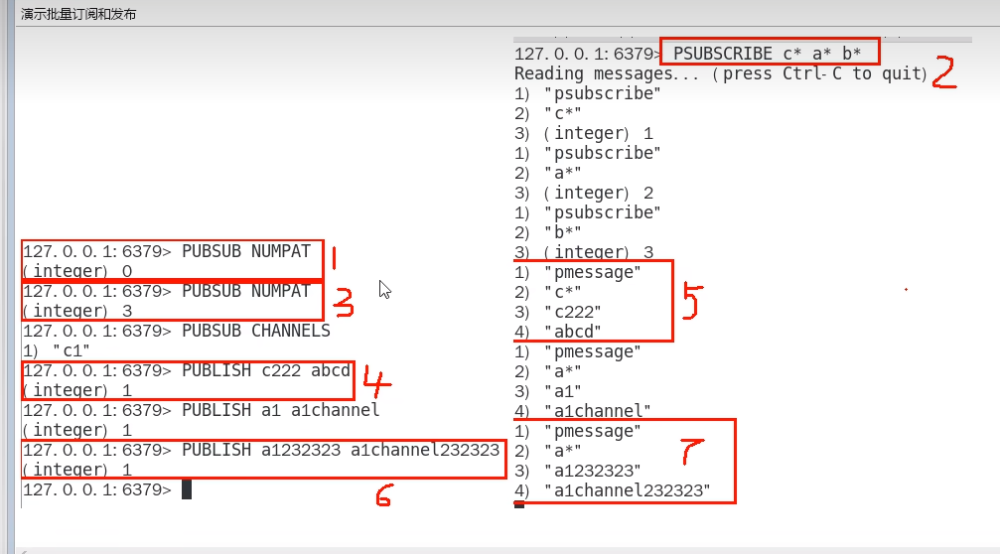 演示批量订阅和发布
127.0.0.1:6379> PUBSUB NUMPAT
(integer) 0
1
127.0.0.1:6379> PUBSUB NUMPAT
(integer) 3
3
127.0.0.1:6379> PUBSUB CHANNELS
1) "c1"
127.0.0.1:6379> PUBLISH c222 abcd
(integer) 1
4
127.0.0.1:6379> PUBLISH a1 a1channel
(integer) 1
127.0.0.1:6379> PUBLISH a1232323 a1channel232323
(integer) 1
127.0.0.1:6379>
6
127.0.0.1:6379> PSUBSCRIBE c* a* b*
Reading messages... (press Ctrl-C to quit)
2
1) "psubscribe"
2) "c*"
3) (integer) 1
1) "psubscribe"
2) "a*"
3) (integer) 2
1) "psubscribe"
2) "b*"
3) (integer) 3
1) "pmessage"
2) "c*"
3) "c222"
4) "abcd"
5
1) "pmessage"
2) "a*"
3) "a1"
4) "a1channel"
1) "pmessage"
2) "a*"
3) "a1232323"
4) "a1channel232323"
7